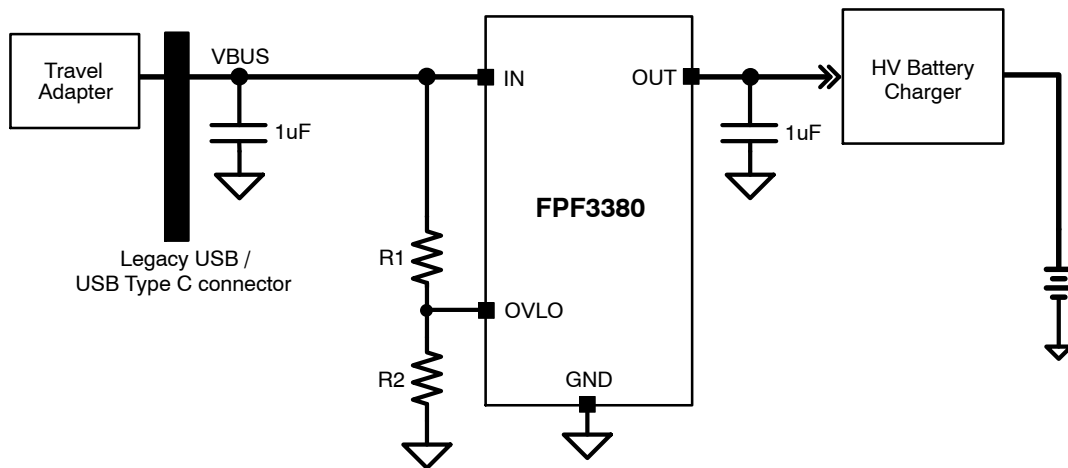 Travel
Adapter
VBUS
1uF
Legacy USB /
USB Type C connector
R1
R2
IN
OUT
FPF3380
OVLO
GND
1uF
HV Battery
Charger